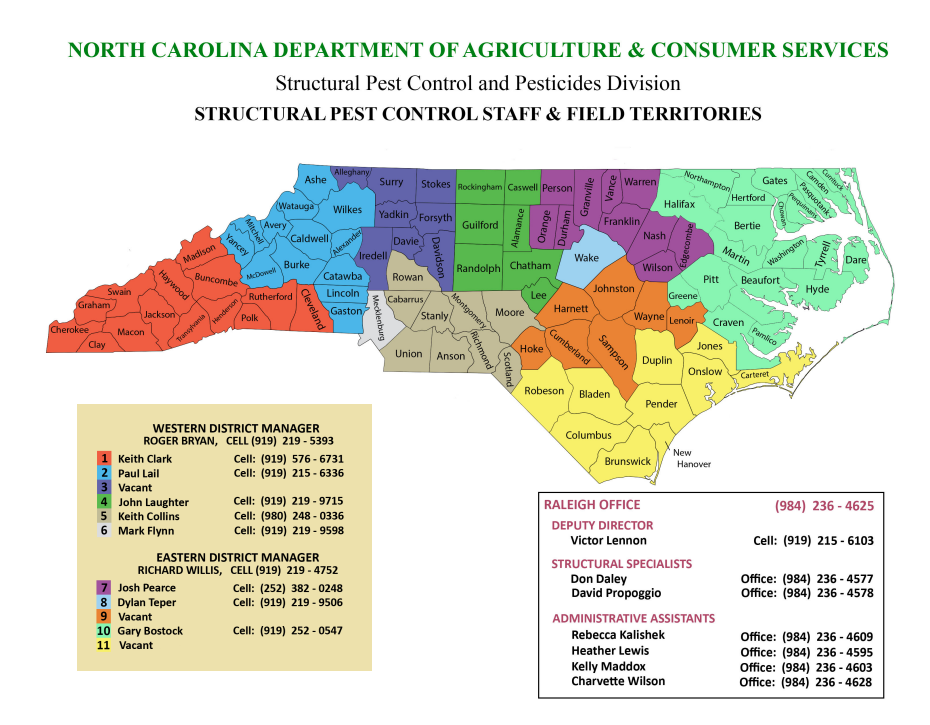 NORTH CAROLINA DEPARTMENT OF AGRICULTURE & CONSUMER SERVICES
Structural Pest Control and Pesticides Division
STRUCTURAL PEST CONTROL STAFF & FIELD TERRITORIES
Alleghany
Ashe
Surry
Stokes
Rockingham
Caswell
Person
Granville
Vance
Warren
Northampton
Gates
Camden
Currituck
Pasquotank
Perquimans
Chowan
Hertford
Halifax
Watauga
Wilkes
Yadkin
Forsyth
Guilford
Alamance
Orange
Durham
Franklin
Nash
Edgecombe
Bertie
Mitchell
Avery
Yancey
Caldwell
Alexander
Iredell
Davie
Davidson
Randolph
Chatham
Wake
Wilson
Martin
Washington
Tyrrell
Dare
Madison
Buncombe
Haywood
McDowell
Burke
Catawba
Rowan
Lee
Johnston
Pitt
Beaufort
Hyde
Greene
Swain
Graham
Jackson
Transylvania
Henderson
Rutherford
Polk
Cleveland
Lincoln
Gaston
Mecklenburg
Cabarrus
Stanly
Montgomery
Moore
Harnett
Wayne
Lenoir
Craven
Pamlico
Cherokee
Macon
Clay
Union
Anson
Richmond
Scotland
Hoke
Cumberland
Sampson
Duplin
Jones
Onslow
Carteret
Robeson
Bladen
Pender
Columbus
Brunswick
New
Hanover
WESTERN DISTRICT MANAGER
ROGER BRYAN, CELL (919) 219 - 5393
1 Keith Clark Cell: (919) 576 - 6731
2 Paul Lail Cell: (919) 215 - 6336
3 Vacant
4 John Laughter Cell: (919) 219 - 9715
5 Keith Collins Cell: (980) 248 - 0336
6 Mark Flynn Cell: (919) 219 - 9598
EASTERN DISTRICT MANAGER
RICHARD WILLIS, CELL (919) 219 - 4752
7 Josh Pearce Cell: (252) 382 - 0248
8 Dylan Teper Cell: (919) 219 - 9506
9 Vacant
10 Gary Bostock Cell: (919) 252 - 0547
11 Vacant
RALEIGH OFFICE (984) 236 - 4625
DEPUTY DIRECTOR
Victor Lennon Cell: (919) 215 - 6103
STRUCTURAL SPECIALISTS
Don Daley Office: (984) 236 - 4577
David Propoggio Office: (984) 236 - 4578
ADMINISTRATIVE ASSISTANTS
Rebecca Kalishek Office: (984) 236 - 4609
Heather Lewis Office: (984) 236 - 4595
Kelly Maddox Office: (984) 236 - 4603
Charvette Wilson Office: (984) 236 - 4628